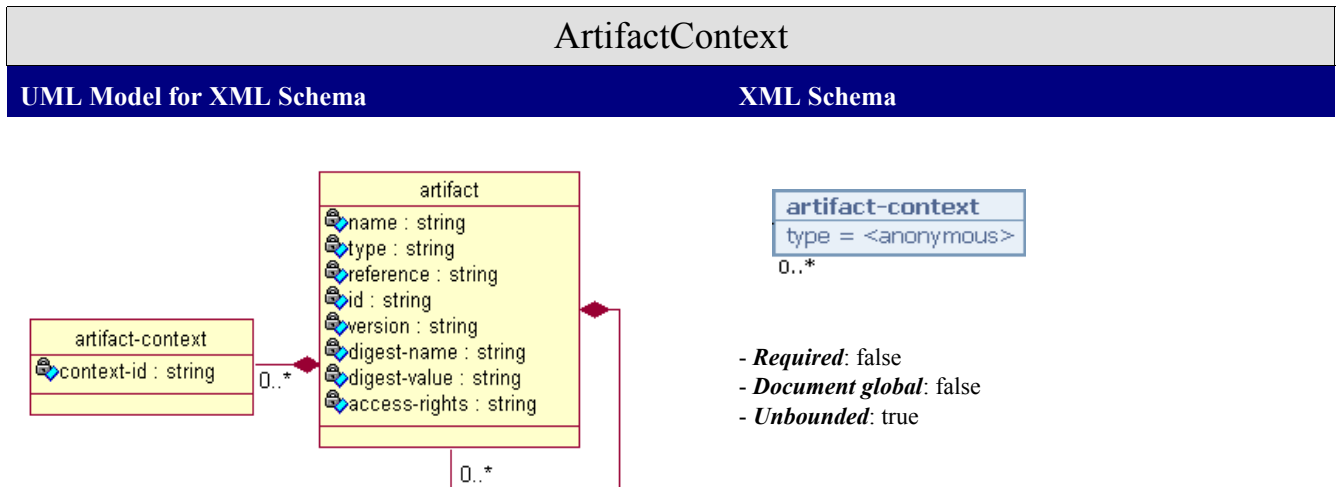 ArtifactContext
UML Model for XML Schema
XML Schema
artifact
name : string
type : string
reference : string
id : string
version : string
digest-name : string
digest-value : string
access-rights : string
artifact-context
context-id : string
0..*
0..*
artifact-context
type = <anonymous>
0..*
- Required: false
- Document global: false
- Unbounded: true